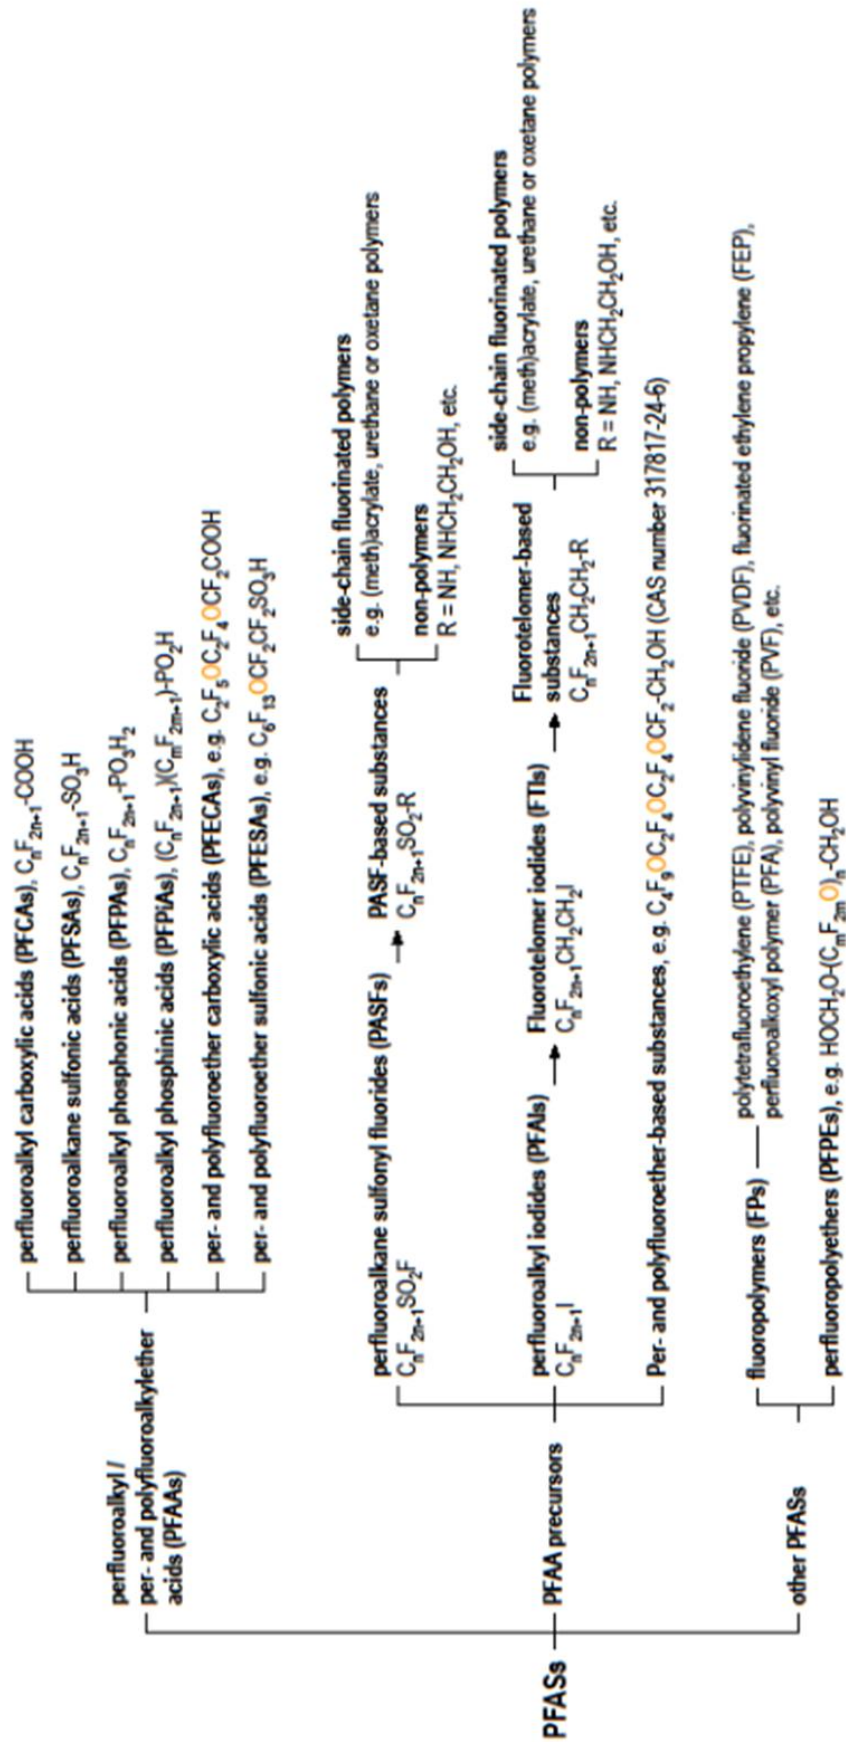 PFASs
perfluoroalkyl /
per- and polyfluoroalkylether
acids (PFAAs)
perfluoroalkyl carboxylic acids (PFCAs), CₙF₂ₙ₊₁-COOH
perfluoroalkane sulfonic acids (PFSAs), CₙF₂ₙ₊₁-SO₃H
perfluoroalkyl phosphonic acids (PFPAs), CₙF₂ₙ₊₁-PO₃H₂
perfluoroalkyl phosphinic acids (PFPiAs), (CₙF₂ₙ₊₁)(CₘF₂ₘ₊₁)-PO₂H
per- and polyfluoroether carboxylic acids (PFECAs), e.g. C₂F₅OC₂F₄OCF₂COOH
per- and polyfluoroether sulfonic acids (PFESAs), e.g. C₆F₁₃OCF₂CF₂SO₃H
PFAA precursors
perfluoroalkane sulfonyl fluorides (PASFs)
CₙF₂ₙ₊₁SO₂F
PASF-based substances
CₙF₂ₙ₊₁SO₂-R
side-chain fluorinated polymers
e.g. (meth)acrylate, urethane or oxetane polymers
non-polymers
R = NH, NHCH₂CH₂OH, etc.
perfluoroalkyl iodides (PFAIs)
CₙF₂ₙ₊₁I
Fluorotelomer iodides (FTIs)
CₙF₂ₙ₊₁CH₂CH₂I
Fluorotelomer-based
substances
CₙF₂ₙ₊₁CH₂CH₂-R
side-chain fluorinated polymers
e.g. (meth)acrylate, urethane or oxetane polymers
non-polymers
R = NH, NHCH₂CH₂OH, etc.
Per- and polyfluoroether-based substances, e.g. C₄F₉OC₂F₄OC₂F₄OCF₂-CH₂OH (CAS number 317817-24-6)
other PFASs
fluoropolymers (FPs)
polytetrafluoroethylene (PTFE), polyvinylidene fluoride (PVDF), fluorinated ethylene propylene (FEP),
perfluoroalkoxyl polymer (PFA), polyvinyl fluoride (PVF), etc.
perfluoropolyethers (PFPEs), e.g. HOCH₂O-(CₘF₂ₘO)ₙ-CH₂OH